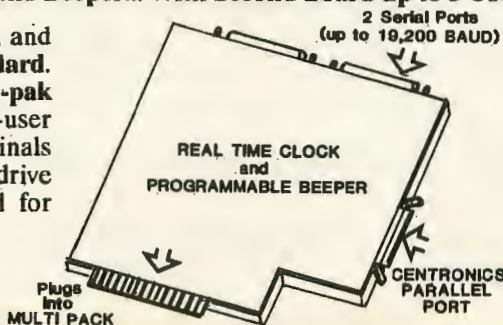 2 Serial Ports
(up to 19,200 BAUD)
and
dard.
-pak
-user
inals
drive
d for
REAL TIME CLOCK
and
PROGRAMMABLE BEEPER
CENTRONICS
PARALLEL
PORT
Plugs
into
MULTI PACK